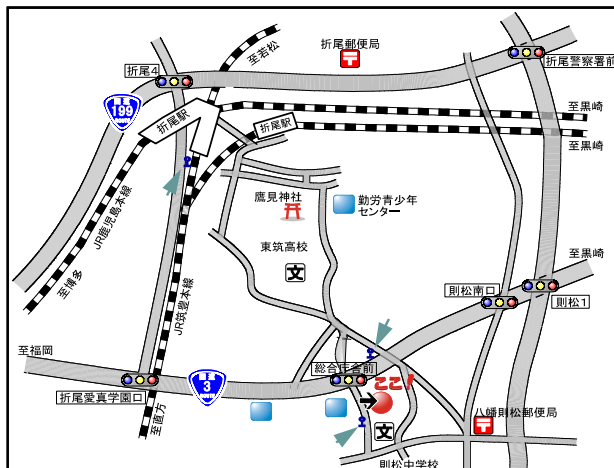 至若松
折尾郵便局
折尾4
折尾警察署前
199
折尾駅
折尾駅
至黒崎
至黒崎
JR鹿児島本線
鷹見神社
勤労青少年
センター
東筑高校
文
至博多
JR筑豊本線
至黒崎
則松南口
則松1
至福岡
総合庁舎前
3
ここ!
折尾愛真学園口
至直方
八幡則松郵便局
文
則松中学校